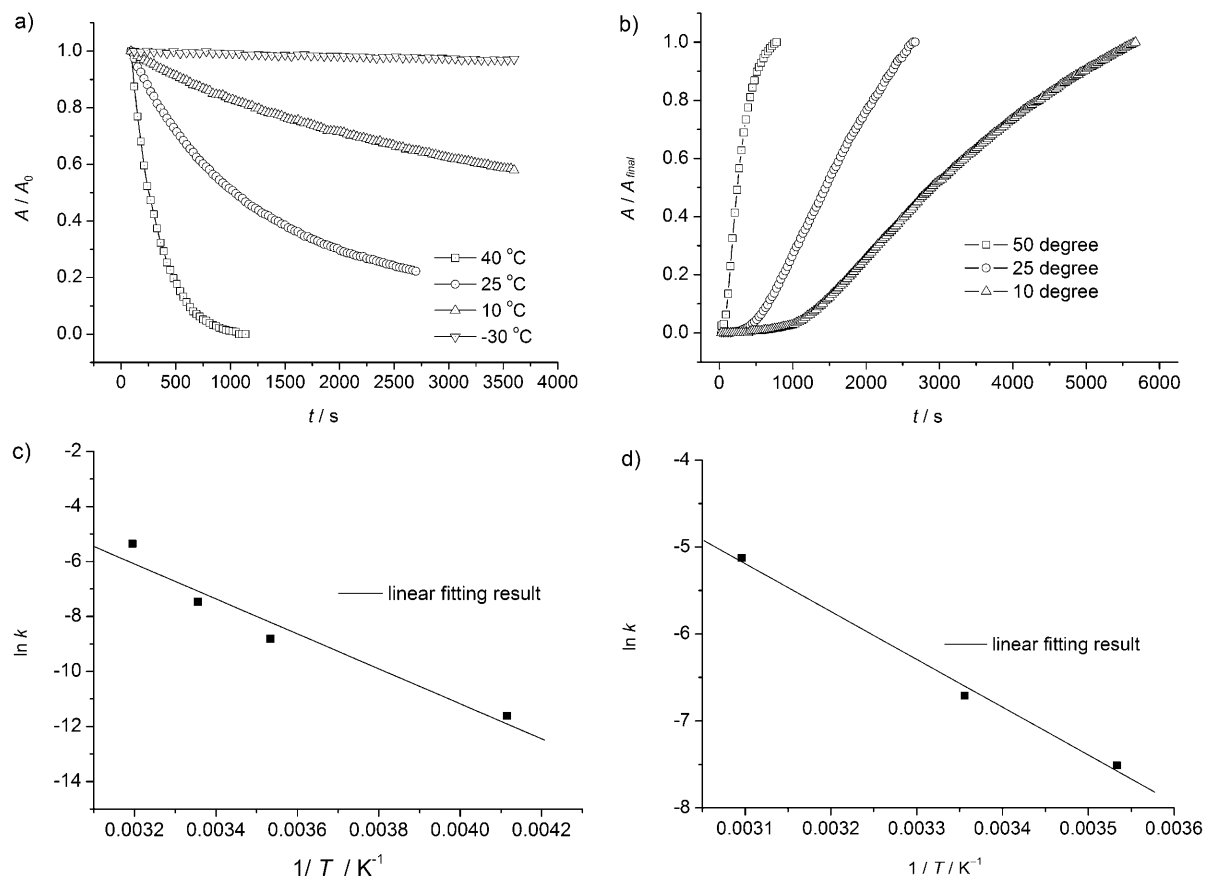 a)
1.0
0.8
0.6
0.4
0.2
0.0
A / A0
40 °C
25 °C
10 °C
-30 °C
0 500 1000 1500 2000 2500 3000 3500 4000
t / s
b)
1.0
0.8
0.6
0.4
0.2
0.0
A / Afinal
50 degree
25 degree
10 degree
0 1000 2000 3000 4000 5000 6000
t / s
c)
-2
-4
-6
-8
-10
-12
-14
ln k
linear fitting result
0.0032 0.0034 0.0036 0.0038 0.0040 0.0042
1/ T / K⁻¹
d)
-4
-5
-6
-7
-8
ln k
linear fitting result
0.0031 0.0032 0.0033 0.0034 0.0035 0.0036
1 / T / K⁻¹